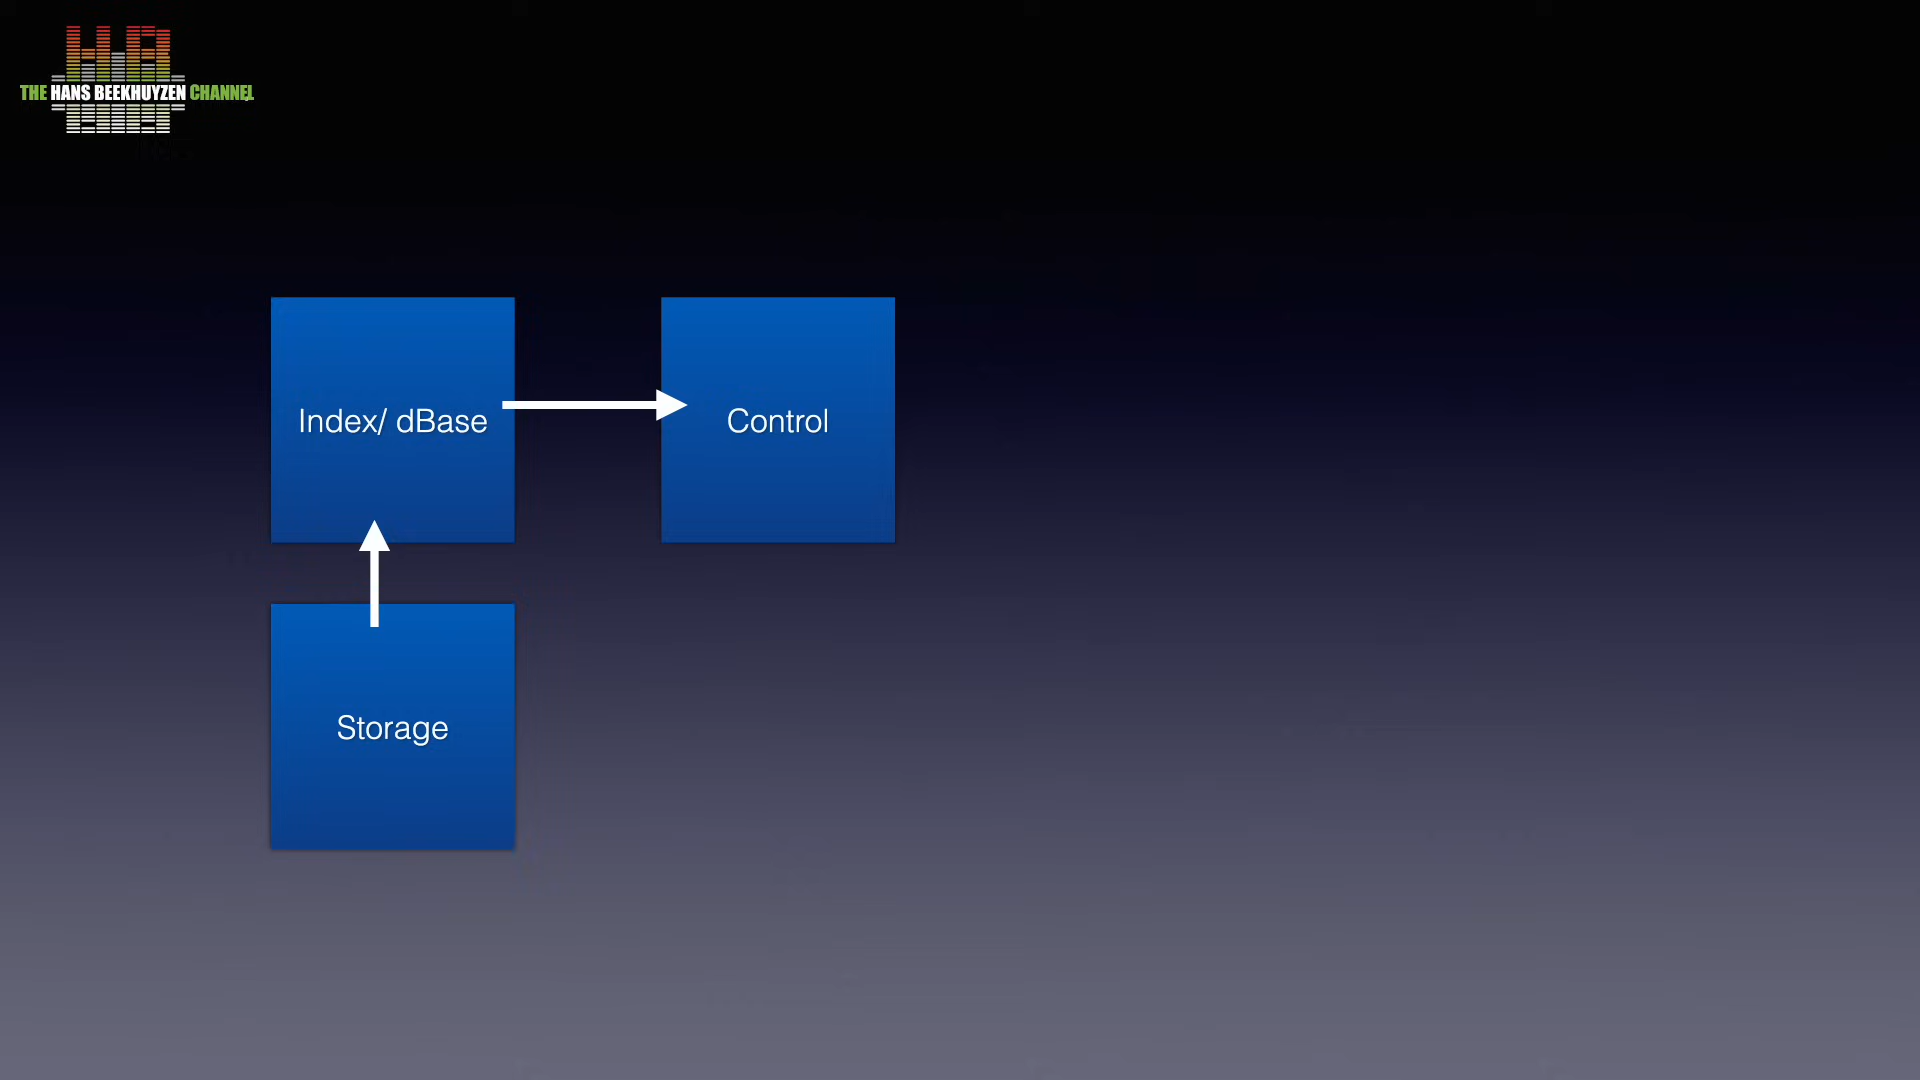 THE HANS BEEKHUYZEN CHANNEL
Index/ dBase
Control
Storage